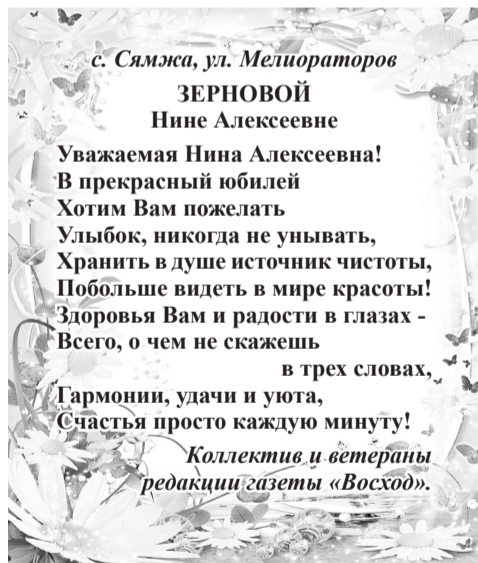 с. Сямжа, ул. Мелиораторов
ЗЕРНОВОЙ
Нине Алексеевне
Уважаемая Нина Алексеевна!
В прекрасный юбилей
Хотим Вам пожелать
Улыбок, никогда не унывать,
Хранить в душе источник чистоты,
Побольше видеть в мире красоты!
Здоровья Вам и радости в глазах -
Всего, о чем не скажешь
в трех словах,
Гармонии, удачи и уюта,
Счастья просто каждую минуту!
Коллектив и ветераны
редакции газеты «Восход».